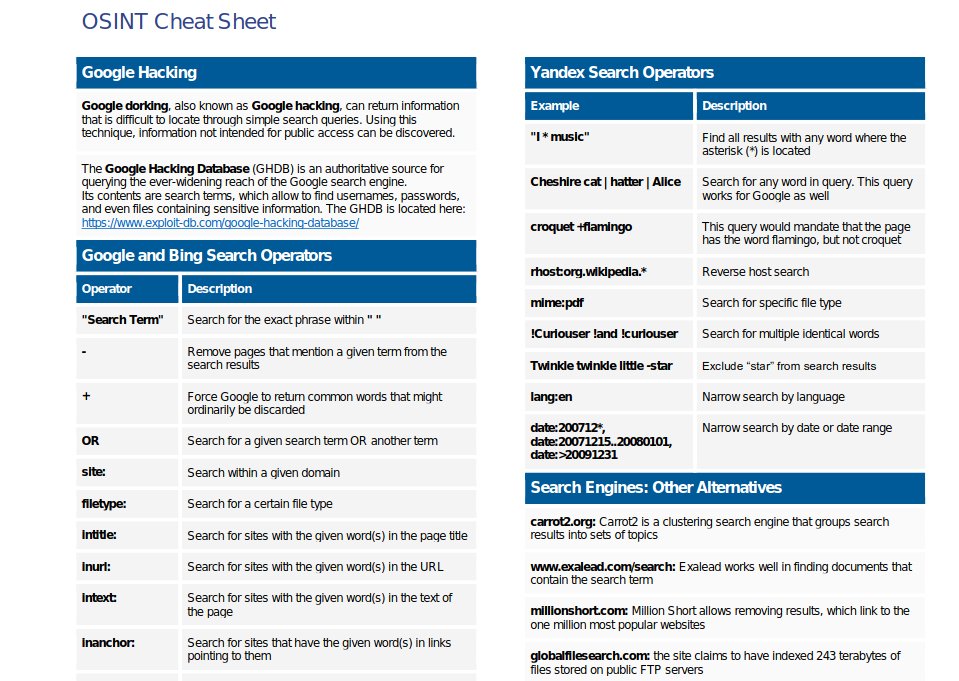 OSINT Cheat Sheet
Google Hacking
Google dorking, also known as Google hacking, can return information
that is difficult to locate through simple search queries. Using this
technique, information not intended for public access can be discovered.
The Google Hacking Database (GHDB) is an authoritative source for
querying the ever-widening reach of the Google search engine.
Its contents are search terms, which allow to find usernames, passwords,
and even files containing sensitive information. The GHDB is located here:
https://www.exploit-db.com/google-hacking-database/
Google and Bing Search Operators
Operator Description
"Search Term" Search for the exact phrase within " "
- Remove pages that mention a given term from the
search results
+ Force Google to return common words that might
ordinarily be discarded
OR Search for a given search term OR another term
site: Search within a given domain
filetype: Search for a certain file type
intitle: Search for sites with the given word(s) in the page title
inurl: Search for sites with the given word(s) in the URL
intext: Search for sites with the given word(s) in the text of
the page
inanchor: Search for sites that have the given word(s) in links
pointing to them
Yandex Search Operators
Example Description
"I * music" Find all results with any word where the
asterisk (*) is located
Cheshire cat | hatter | Alice Search for any word in query. This query
works for Google as well
croquet +flamingo This query would mandate that the page
has the word flamingo, but not croquet
rhost:org.wikipedia.* Reverse host search
mime:pdf Search for specific file type
!Curiouser !and !curiouser Search for multiple identical words
Twinkle twinkle little -star Exclude “star” from search results
lang:en Narrow search by language
date:200712*, Narrow search by date or date range
date:20071215..20080101,
date:>20091231
Search Engines: Other Alternatives
carrot2.org: Carrot2 is a clustering search engine that groups search
results into sets of topics
www.exalead.com/search: Exalead works well in finding documents that
contain the search term
millionshort.com: Million Short allows removing results, which link to the
one million most popular websites
globalfilesearch.com: the site claims to have indexed 243 terabytes of
files stored on public FTP servers